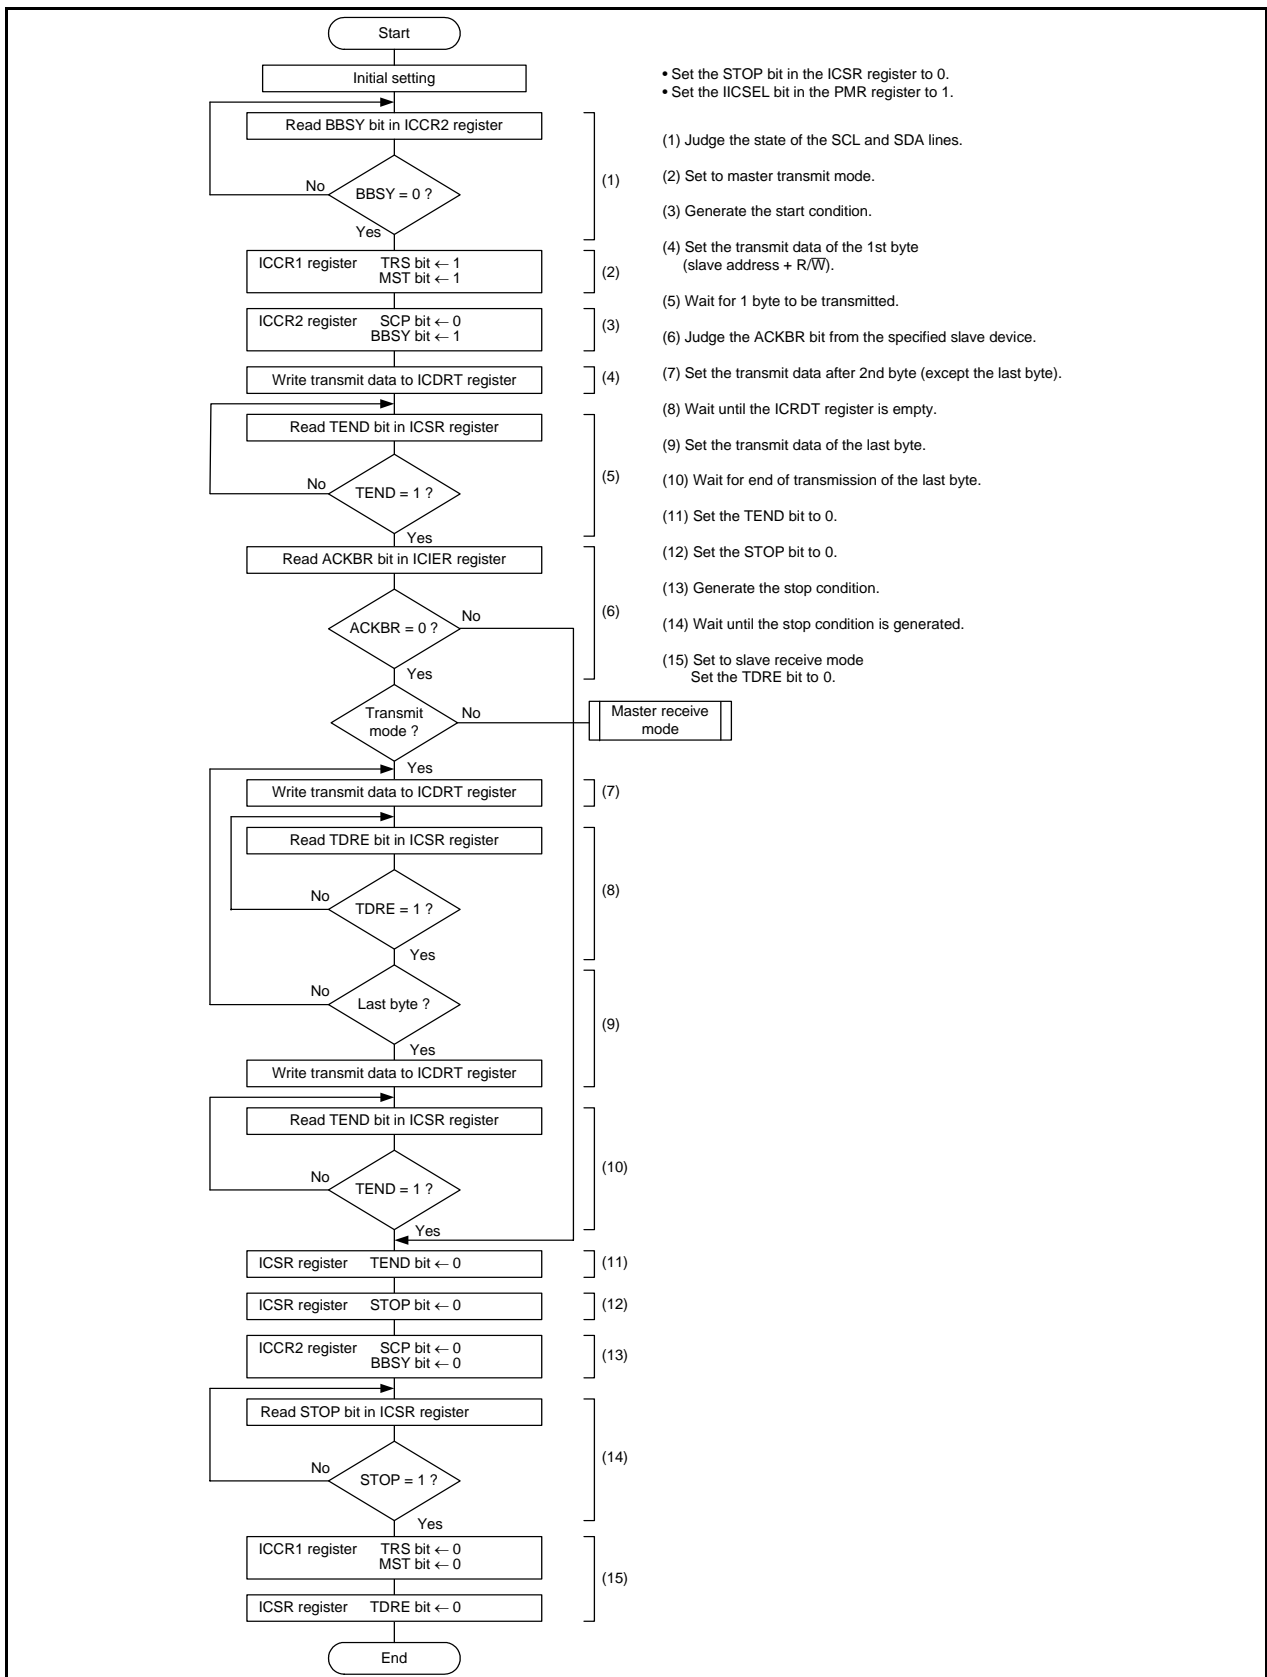 Start
Initial setting
• Set the STOP bit in the ICSR register to 0.
• Set the IICSEL bit in the PMR register to 1.
Read BBSY bit in ICCR2 register
BBSY = 0 ?
No
Yes
(1)
(1) Judge the state of the SCL and SDA lines.
(2) Set to master transmit mode.
(3) Generate the start condition.
(4) Set the transmit data of the 1st byte
(slave address + R/W̅).
(5) Wait for 1 byte to be transmitted.
(6) Judge the ACKBR bit from the specified slave device.
(7) Set the transmit data after 2nd byte (except the last byte).
(8) Wait until the ICRDT register is empty.
(9) Set the transmit data of the last byte.
(10) Wait for end of transmission of the last byte.
(11) Set the TEND bit to 0.
(12) Set the STOP bit to 0.
(13) Generate the stop condition.
(14) Wait until the stop condition is generated.
(15) Set to slave receive mode
Set the TDRE bit to 0.
ICCR1 register TRS bit ← 1
MST bit ← 1
(2)
ICCR2 register SCP bit ← 0
BBSY bit ← 1
(3)
Write transmit data to ICDRT register
(4)
Read TEND bit in ICSR register
No
TEND = 1 ?
(5)
Yes
Read ACKBR bit in ICIER register
ACKBR = 0 ?
No
(6)
Yes
Transmit
mode ?
No
Master receive
mode
Yes
Write transmit data to ICDRT register
(7)
Read TDRE bit in ICSR register
No
TDRE = 1 ?
(8)
Yes
No
Last byte ?
(9)
Yes
Write transmit data to ICDRT register
Read TEND bit in ICSR register
No
TEND = 1 ?
(10)
Yes
ICSR register TEND bit ← 0
(11)
ICSR register STOP bit ← 0
(12)
ICCR2 register SCP bit ← 0
BBSY bit ← 0
(13)
Read STOP bit in ICSR register
No
STOP = 1 ?
(14)
Yes
ICCR1 register TRS bit ← 0
MST bit ← 0
(15)
ICSR register TDRE bit ← 0
End